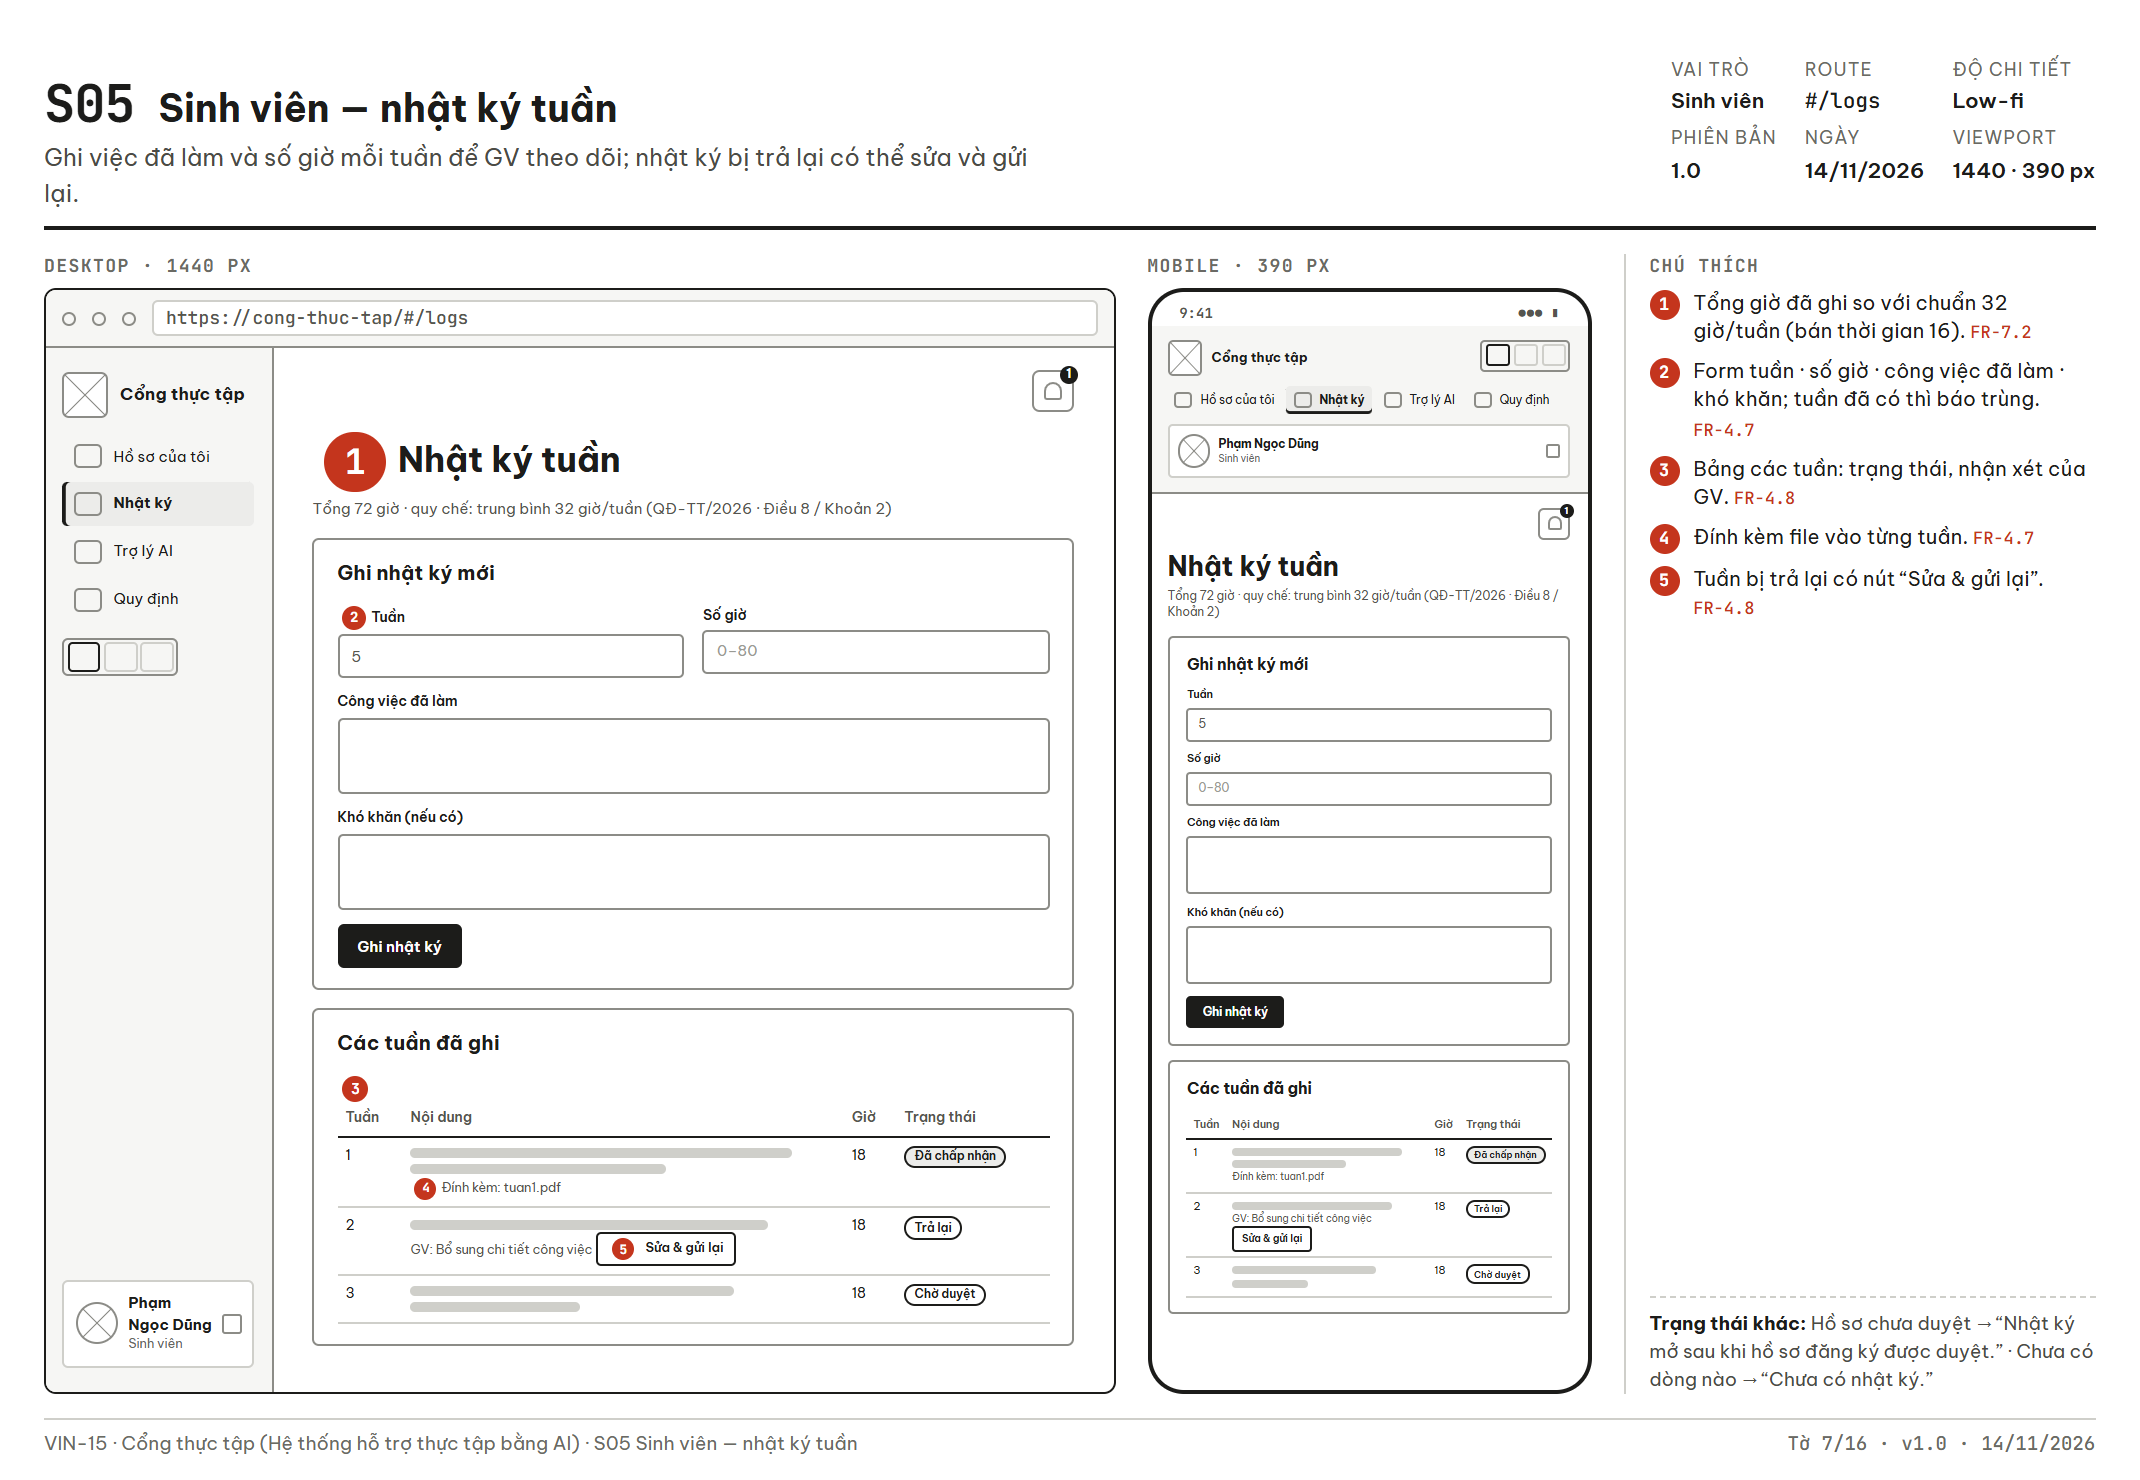 S05 Sinh viên — nhật ký tuần
Ghi việc đã làm và số giờ mỗi tuần để GV theo dõi; nhật ký bị trả lại có thể sửa và gửi
lại.
VAI TRÒ ROUTE ĐỘ CHI TIẾT
Sinh viên #/logs Low-fi
PHIÊN BẢN NGÀY VIEWPORT
1.0 14/11/2026 1440 · 390 px
DESKTOP · 1440 PX
https://cong-thuc-tap/#/logs
Cổng thực tập
Hồ sơ của tôi
Nhật ký
Trợ lý AI
Quy định
Phạm
Ngọc Dũng
Sinh viên
1
1 Nhật ký tuần
Tổng 72 giờ · quy chế: trung bình 32 giờ/tuần (QĐ-TT/2026 · Điều 8 / Khoản 2)
Ghi nhật ký mới
2 Tuần Số giờ
5 0–80
Công việc đã làm
Khó khăn (nếu có)
Ghi nhật ký
Các tuần đã ghi
3
Tuần Nội dung Giờ Trạng thái
1 18 Đã chấp nhận
4 Đính kèm: tuan1.pdf
2 18 Trả lại
GV: Bổ sung chi tiết công việc 5 Sửa & gửi lại
3 18 Chờ duyệt
MOBILE · 390 PX
9:41
Cổng thực tập
Hồ sơ của tôi Nhật ký Trợ lý AI Quy định
Phạm Ngọc Dũng
Sinh viên
1
Nhật ký tuần
Tổng 72 giờ · quy chế: trung bình 32 giờ/tuần (QĐ-TT/2026 · Điều 8 /
Khoản 2)
Ghi nhật ký mới
Tuần
5
Số giờ
0–80
Công việc đã làm
Khó khăn (nếu có)
Ghi nhật ký
Các tuần đã ghi
Tuần Nội dung Giờ Trạng thái
1 18 Đã chấp nhận
Đính kèm: tuan1.pdf
2 18 Trả lại
GV: Bổ sung chi tiết công việc
Sửa & gửi lại
3 18 Chờ duyệt
CHÚ THÍCH
1 Tổng giờ đã ghi so với chuẩn 32
giờ/tuần (bán thời gian 16). FR-7.2
2 Form tuần · số giờ · công việc đã làm ·
khó khăn; tuần đã có thì báo trùng.
FR-4.7
3 Bảng các tuần: trạng thái, nhận xét của
GV. FR-4.8
4 Đính kèm file vào từng tuần. FR-4.7
5 Tuần bị trả lại có nút “Sửa & gửi lại”.
FR-4.8
Trạng thái khác: Hồ sơ chưa duyệt → “Nhật ký
mở sau khi hồ sơ đăng ký được duyệt.” · Chưa có
dòng nào → “Chưa có nhật ký.”
VIN-15 · Cổng thực tập (Hệ thống hỗ trợ thực tập bằng AI) · S05 Sinh viên — nhật ký tuần
Tờ 7/16 · v1.0 · 14/11/2026